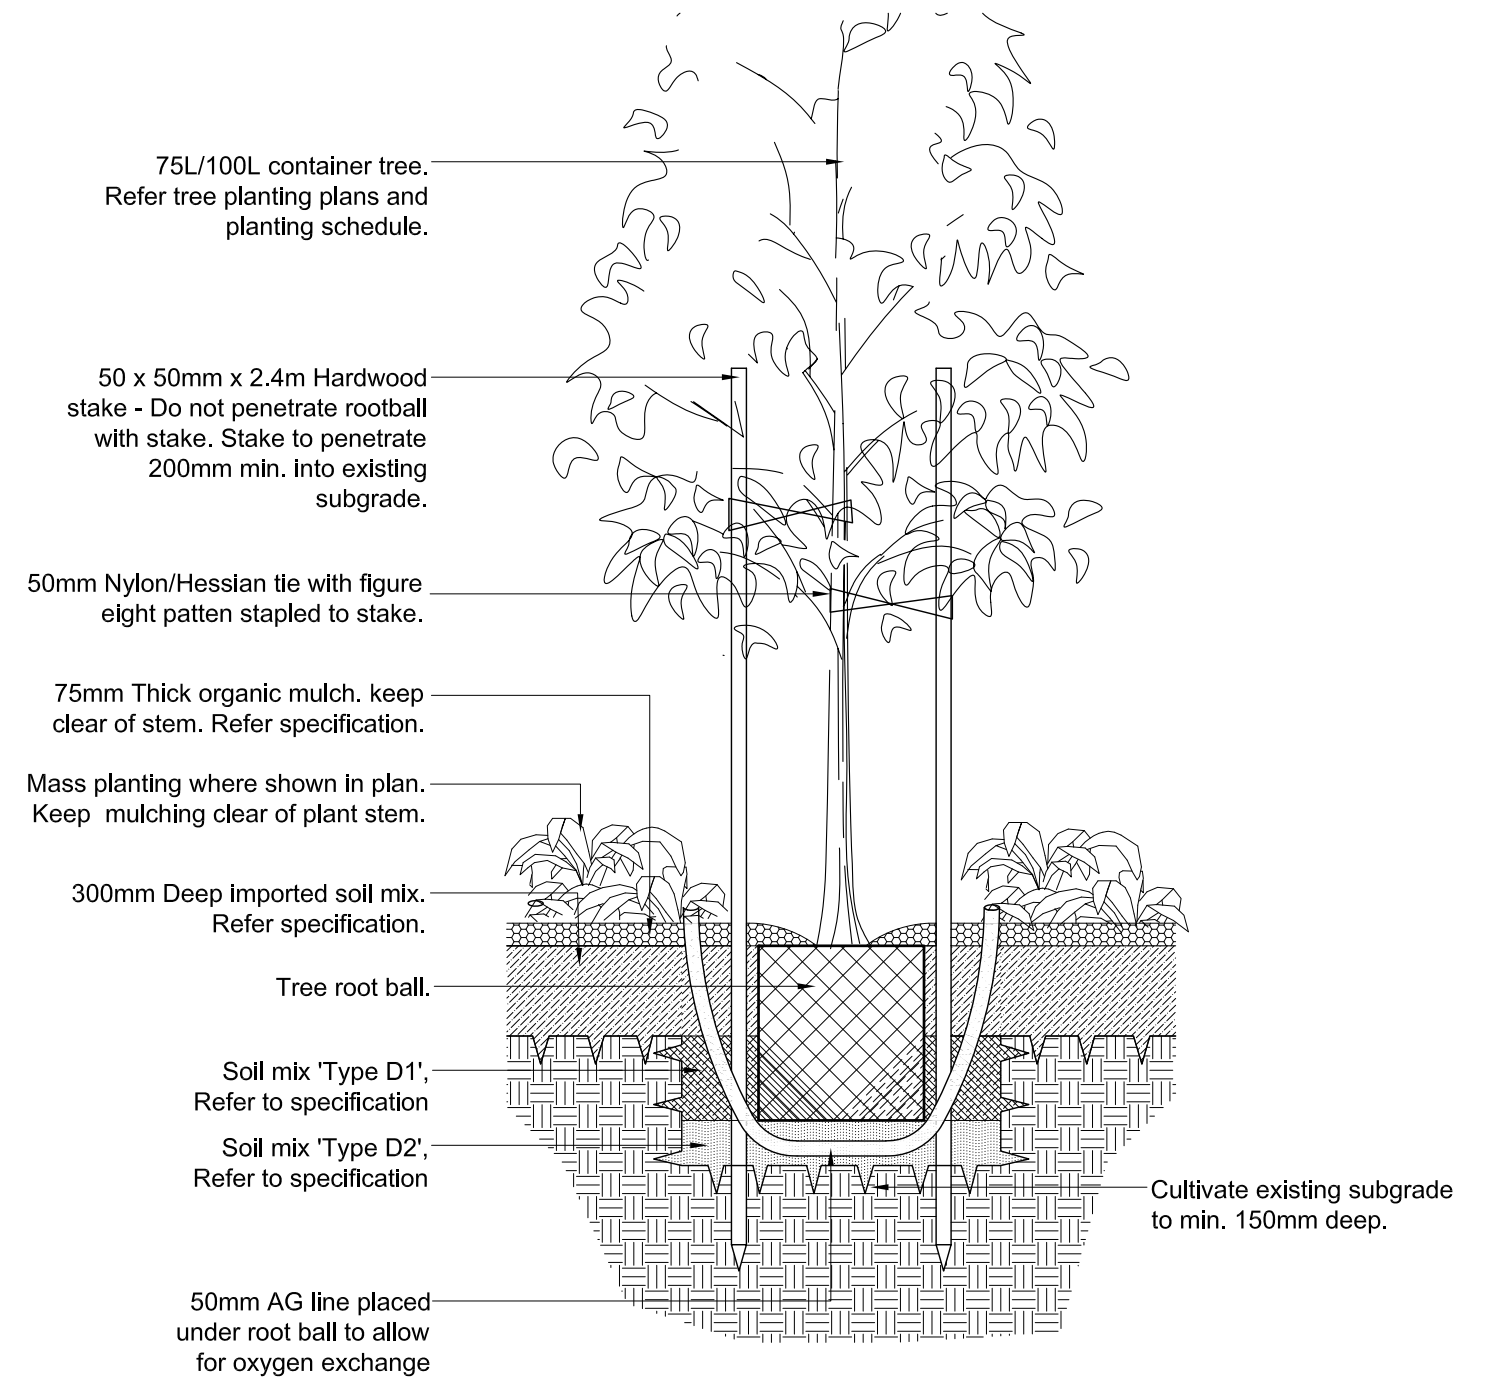 75L/100L container tree.
Refer tree planting plans and
planting schedule.
50 x 50mm x 2.4m Hardwood
stake - Do not penetrate rootball
with stake. Stake to penetrate
200mm min. into existing
subgrade.
50mm Nylon/Hessian tie with figure
eight patten stapled to stake.
75mm Thick organic mulch. keep
clear of stem. Refer specification.
Mass planting where shown in plan.
Keep mulching clear of plant stem.
300mm Deep imported soil mix.
Refer specification.
Tree root ball.
Soil mix 'Type D1',
Refer to specification
Soil mix 'Type D2',
Refer to specification
Cultivate existing subgrade
to min. 150mm deep.
50mm AG line placed
under root ball to allow
for oxygen exchange